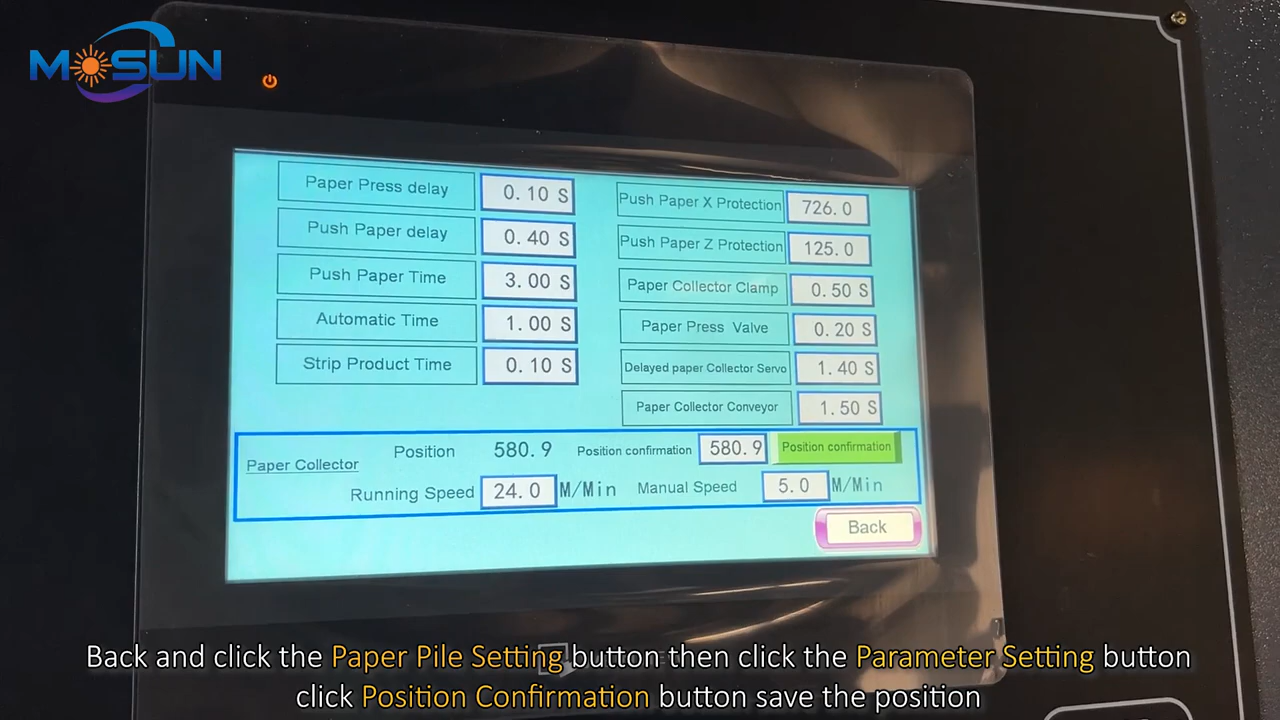 MOSUN
Paper Press delay 0.10 S
Push Paper delay 0.40 S
Push Paper Time 3.00 S
Automatic Time 1.00 S
Strip Product Time 0.10 S
Push Paper X Protection 726.0
Push Paper Z Protection 125.0
Paper Collector Clamp 0.50 S
Paper Press Valve 0.20 S
Delayed paper Collector Servo 1.40 S
Paper Collector Conveyor 1.50 S
Paper Collector
Position 580.9 Position confirmation 580.9 Position confirmation
Running Speed 24.0 M/Min Manual Speed 5.0 M/Min
Back
Back and click the Paper Pile Setting button then click the Parameter Setting button
click Position Confirmation button save the position